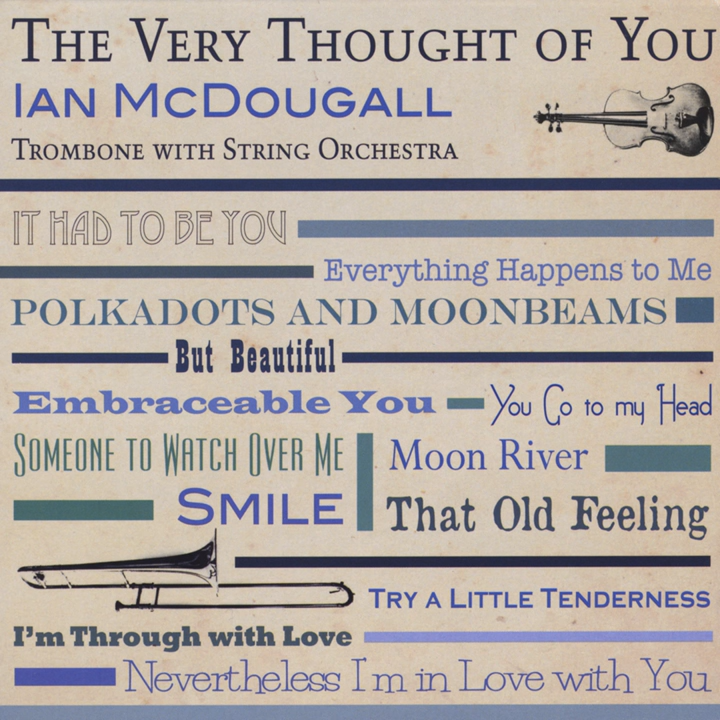 The Very Thought of You
Ian McDougall
Trombone with String Orchestra
IT HAD TO BE YOU
Everything Happens to Me
POLKADOTS AND MOONBEAMS
But Beautiful
Embraceable You
You Go to my Head
Someone to Watch Over Me
Moon River
Smile
That Old Feeling
Try a Little Tenderness
I'm Through with Love
Nevertheless I'm in Love with You